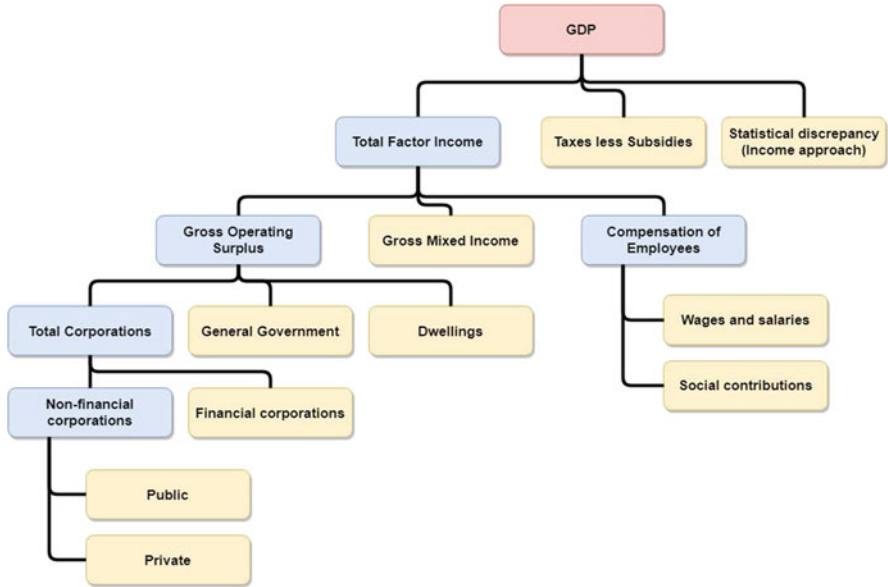 GDP
Total Factor Income
Taxes less Subsidies
Statistical discrepancy
(Income approach)
Gross Operating
Surplus
Gross Mixed Income
Compensation of
Employees
Total Corporations
General Government
Dwellings
Wages and salaries
Non-financial
corporations
Financial corporations
Social contributions
Public
Private